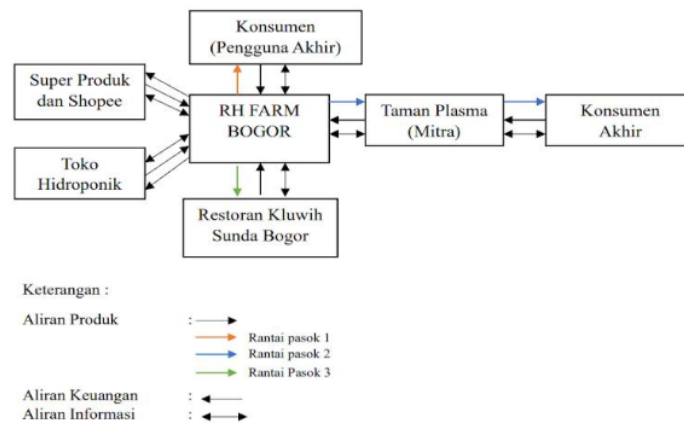 Konsumen
(Pengguna Akhir)
Super Produk
dan Shopee
RH FARM
BOGOR
Taman Plasma
(Mitra)
Konsumen
Akhir
Toko
Hidroponik
Restoran Kluwih
Sunda Bogor
Keterangan :
Aliran Produk :
Rantai pasok 1
Rantai pasok 2
Rantai Pasok 3
Aliran Keuangan :
Aliran Informasi :